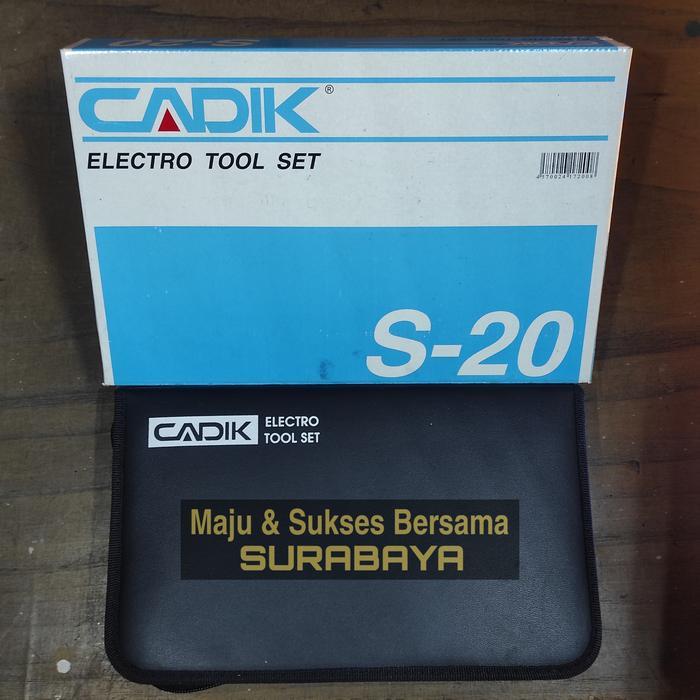 CADIK®
ELECTRO TOOL SET
S-20
CADIK ELECTRO
TOOL SET
Maju & Sukses Bersama
SURABAYA